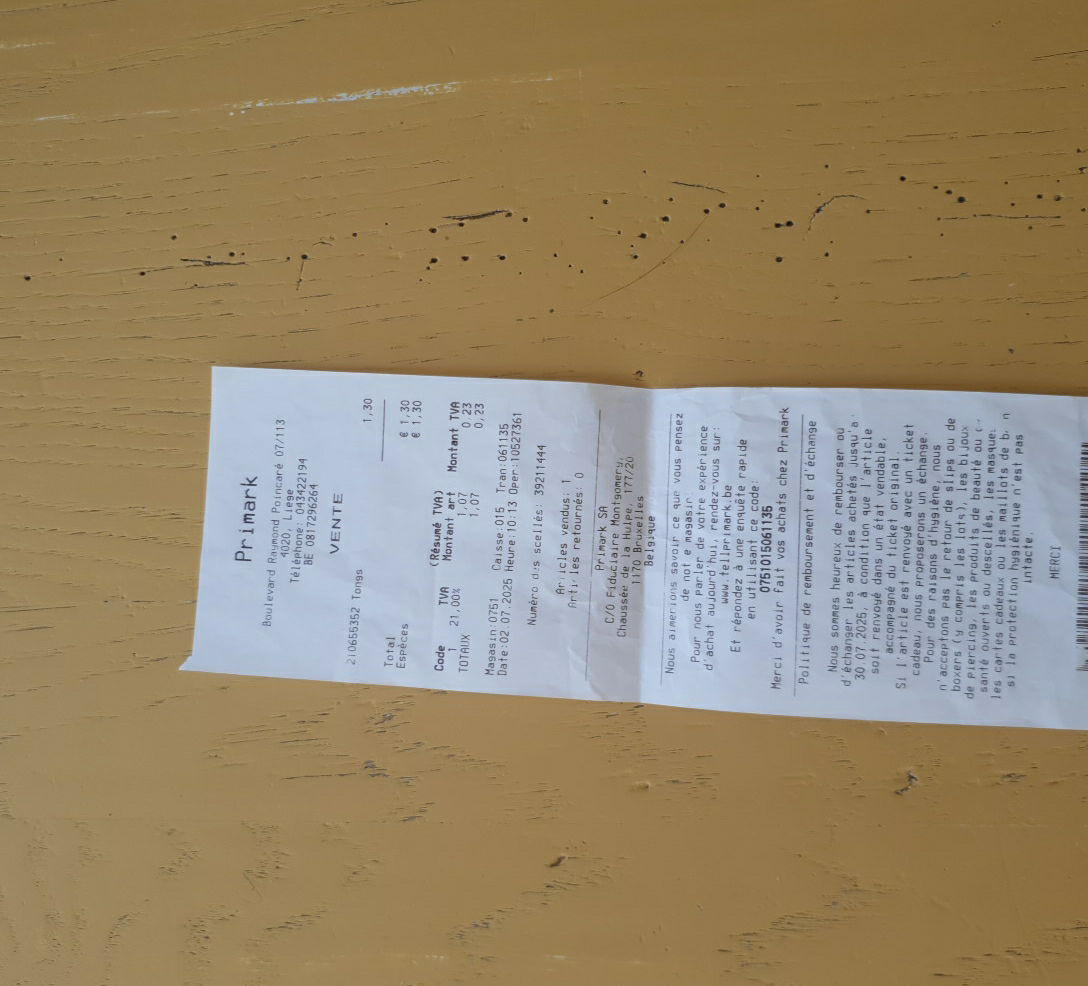 Primark
Boulevard Raymond Poincaré 07/113
4020, Liege
Téléphone: 043422194
BE 0817296264
VENTE
210655352 Tongs 1,30
Total € 1,30
Espèces € 1,30
(Résumé TVA)
Code TVA Montant art Montant TVA
1 21,00% 1,07 0,23
TOTAUX 1,07 0,23
Magasin:0751 Caisse:015 Tran:061135
Date:02.07.2025 Heure:10:13 Oper:10527361
Numéro des scellés: 39211444
Articles vendus: 1
Articles retournés: 0
Primark SA
C/O Fiduciaire Montgomery,
Chaussée de la Hulpe, 177/20
1170 Bruxelles
Belgique
Nous aimerions savoir ce que vous pensez
de notre magasin
Pour nous parler de votre expérience
d'achat aujourd'hui, rendez-vous sur:
www.tellprimark.be
Et répondez à une enquête rapide
en utilisant ce code:
0751015061135
Merci d'avoir fait vos achats chez Primark
Politique de remboursement et d'échange
Nous sommes heureux de rembourser ou
d'échanger les articles achetés jusqu'a
30.07.2025, à condition que l'article
soit renvoyé dans un état vendable,
accompagné du ticket original.
Si l'article est renvoyé avec un ticket
cadeau, nous proposerons un échange.
Pour des raisons d'hygiène, nous
n'acceptons pas le retour de slips ou de
boxers (y compris les lots), les bijoux
de piercing, les produits de beauté ou
santé ouverts ou descellés, les masques
les cartes cadeaux ou les maillots de
si la protection hygiénique n'est pas
intacte.
MERCI